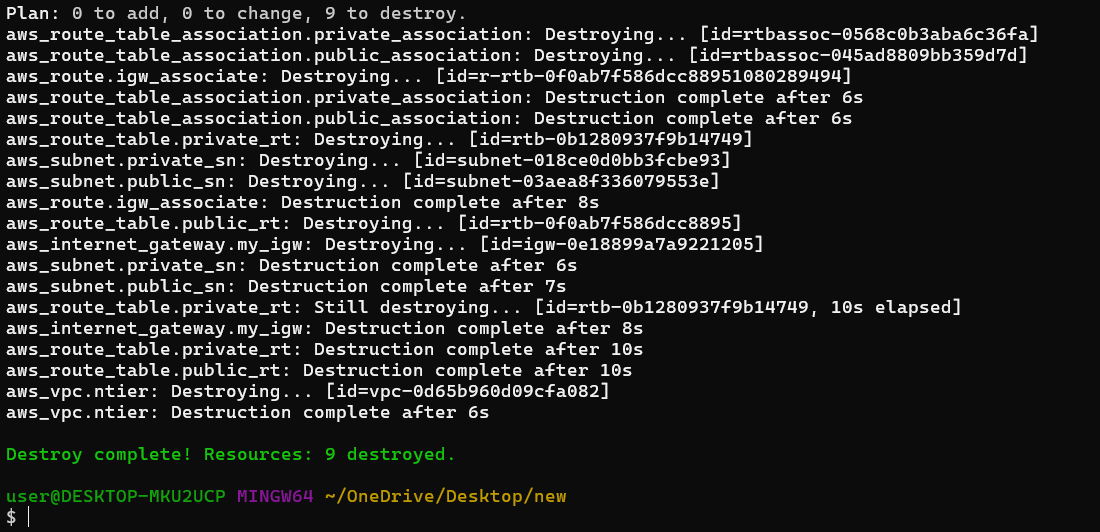 Plan: 0 to add, 0 to change, 9 to destroy.
aws_route_table_association.private_association: Destroying... [id=rtbassoc-0568c0b3aba6c36fa]
aws_route_table_association.public_association: Destroying... [id=rtbassoc-045ad8809bb359d7d]
aws_route.igw_associate: Destroying... [id=r-rtb-0f0ab7f586dcc88951080289494]
aws_route_table_association.private_association: Destruction complete after 6s
aws_route_table_association.public_association: Destruction complete after 6s
aws_route_table.private_rt: Destroying... [id=rtb-0b1280937f9b14749]
aws_subnet.private_sn: Destroying... [id=subnet-018ce0d0bb3fcbe93]
aws_subnet.public_sn: Destroying... [id=subnet-03aea8f336079553e]
aws_route.igw_associate: Destruction complete after 8s
aws_route_table.public_rt: Destroying... [id=rtb-0f0ab7f586dcc8895]
aws_internet_gateway.my_igw: Destroying... [id=igw-0e18899a7a9221205]
aws_subnet.private_sn: Destruction complete after 6s
aws_subnet.public_sn: Destruction complete after 7s
aws_route_table.private_rt: Still destroying... [id=rtb-0b1280937f9b14749, 10s elapsed]
aws_internet_gateway.my_igw: Destruction complete after 8s
aws_route_table.private_rt: Destruction complete after 10s
aws_route_table.public_rt: Destruction complete after 10s
aws_vpc.ntier: Destroying... [id=vpc-0d65b960d09cfa082]
aws_vpc.ntier: Destruction complete after 6s
Destroy complete! Resources: 9 destroyed.
user@DESKTOP-MKU2UCP MINGW64 ~/OneDrive/Desktop/new
$